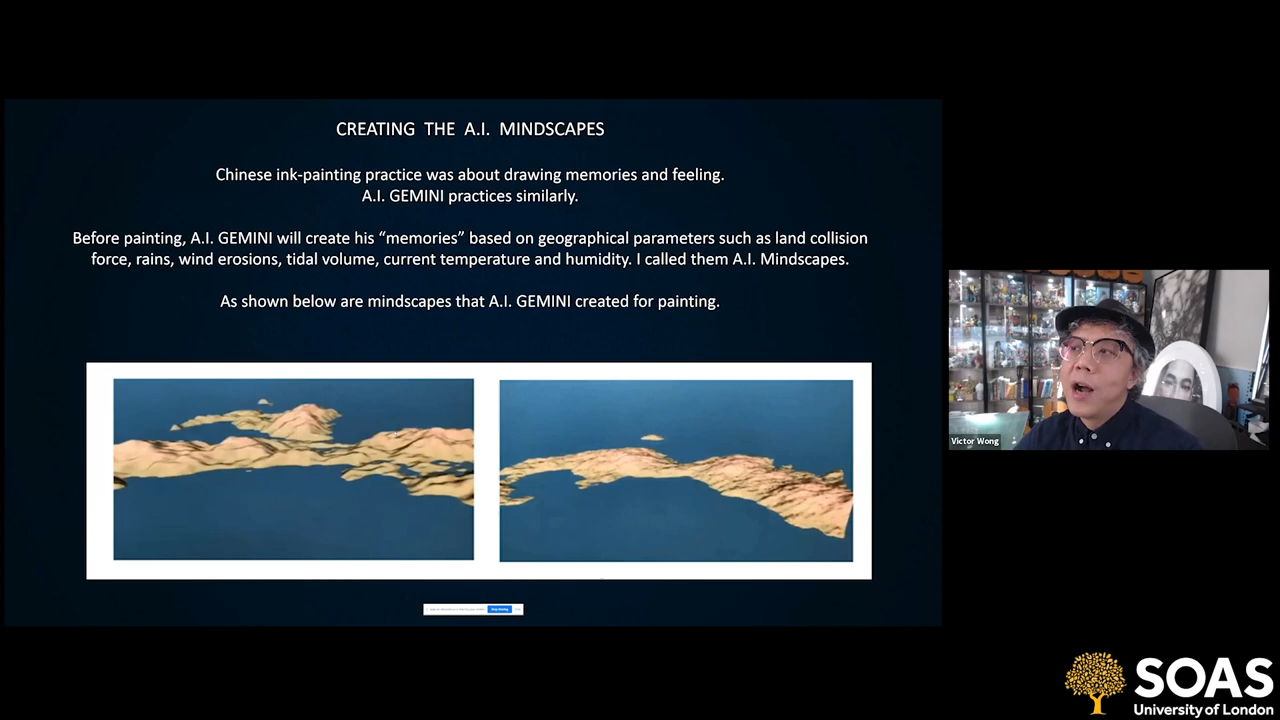 CREATING THE A.I. MINDSCAPES
Chinese ink-painting practice was about drawing memories and feeling.
A.I. GEMINI practices similarly.
Before painting, A.I. GEMINI will create his “memories” based on geographical parameters such as land collision
force, rains, wind erosions, tidal volume, current temperature and humidity. I called them A.I. Mindscapes.
As shown below are mindscapes that A.I. GEMINI created for painting.
Victor Wong
Stop sharing
SOAS
University of London